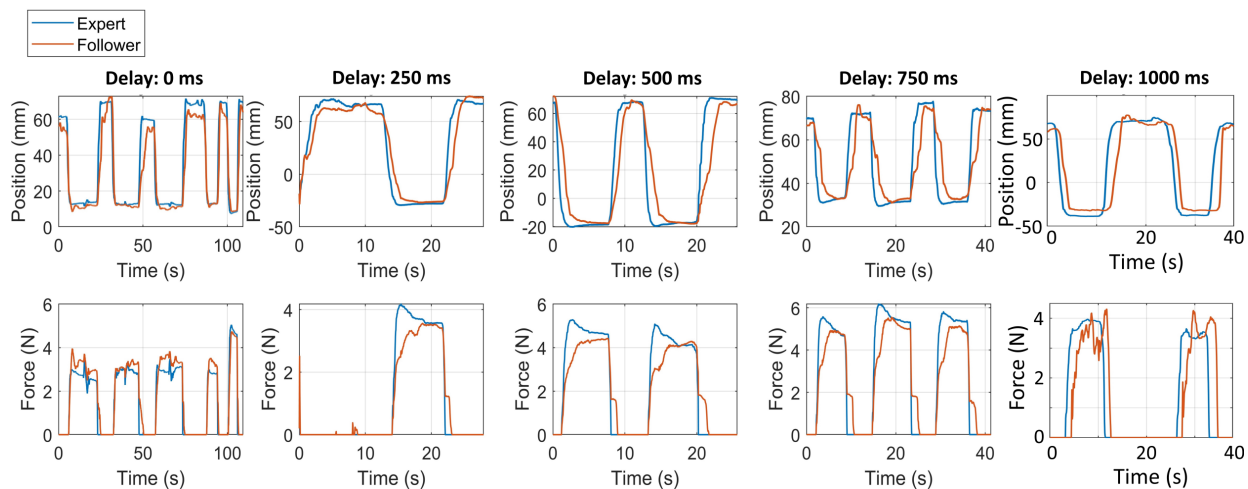 Expert
Follower
Delay: 0 ms
Delay: 250 ms
Delay: 500 ms
Delay: 750 ms
Delay: 1000 ms
Position (mm)
60
40
20
0
0 50 100
Time (s)
Position (mm)
50
0
-50
0 10 20
Time (s)
Position (mm)
60
40
20
0
-20
0 10 20
Time (s)
Position (mm)
80
60
40
20
0 20 40
Time (s)
Position (mm)
100
50
0
-50
0 10 20 30 40
Time (s)
Force (N)
6
4
2
0
0 50 100
Time (s)
Force (N)
4
2
0
0 10 20
Time (s)
Force (N)
6
4
2
0
0 10 20
Time (s)
Force (N)
6
4
2
0
0 20 40
Time (s)
Force (N)
4
2
0
0 10 20 30 40
Time (s)